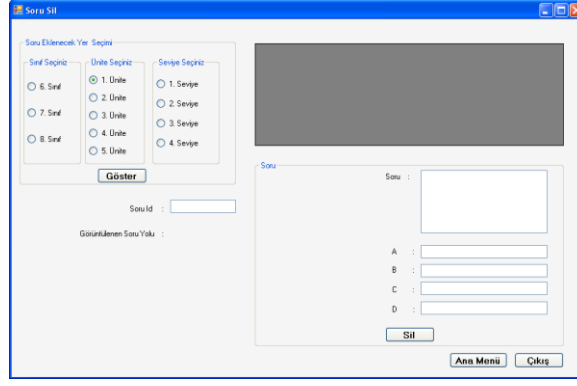 Soru Sil
Soru Eklenecek Yer Seçimi
Sınıf Seçiniz
6. Sınıf
7. Sınıf
8. Sınıf
Ünite Seçiniz
1. Ünite
2. Ünite
3. Ünite
4. Ünite
5. Ünite
Seviye Seçiniz
1. Seviye
2. Seviye
3. Seviye
4. Seviye
Göster
Soru Id :
Görüntülenen Soru Yolu :
Soru
Soru :
A :
B :
C :
D :
Sil
Ana Menü
Çıkış